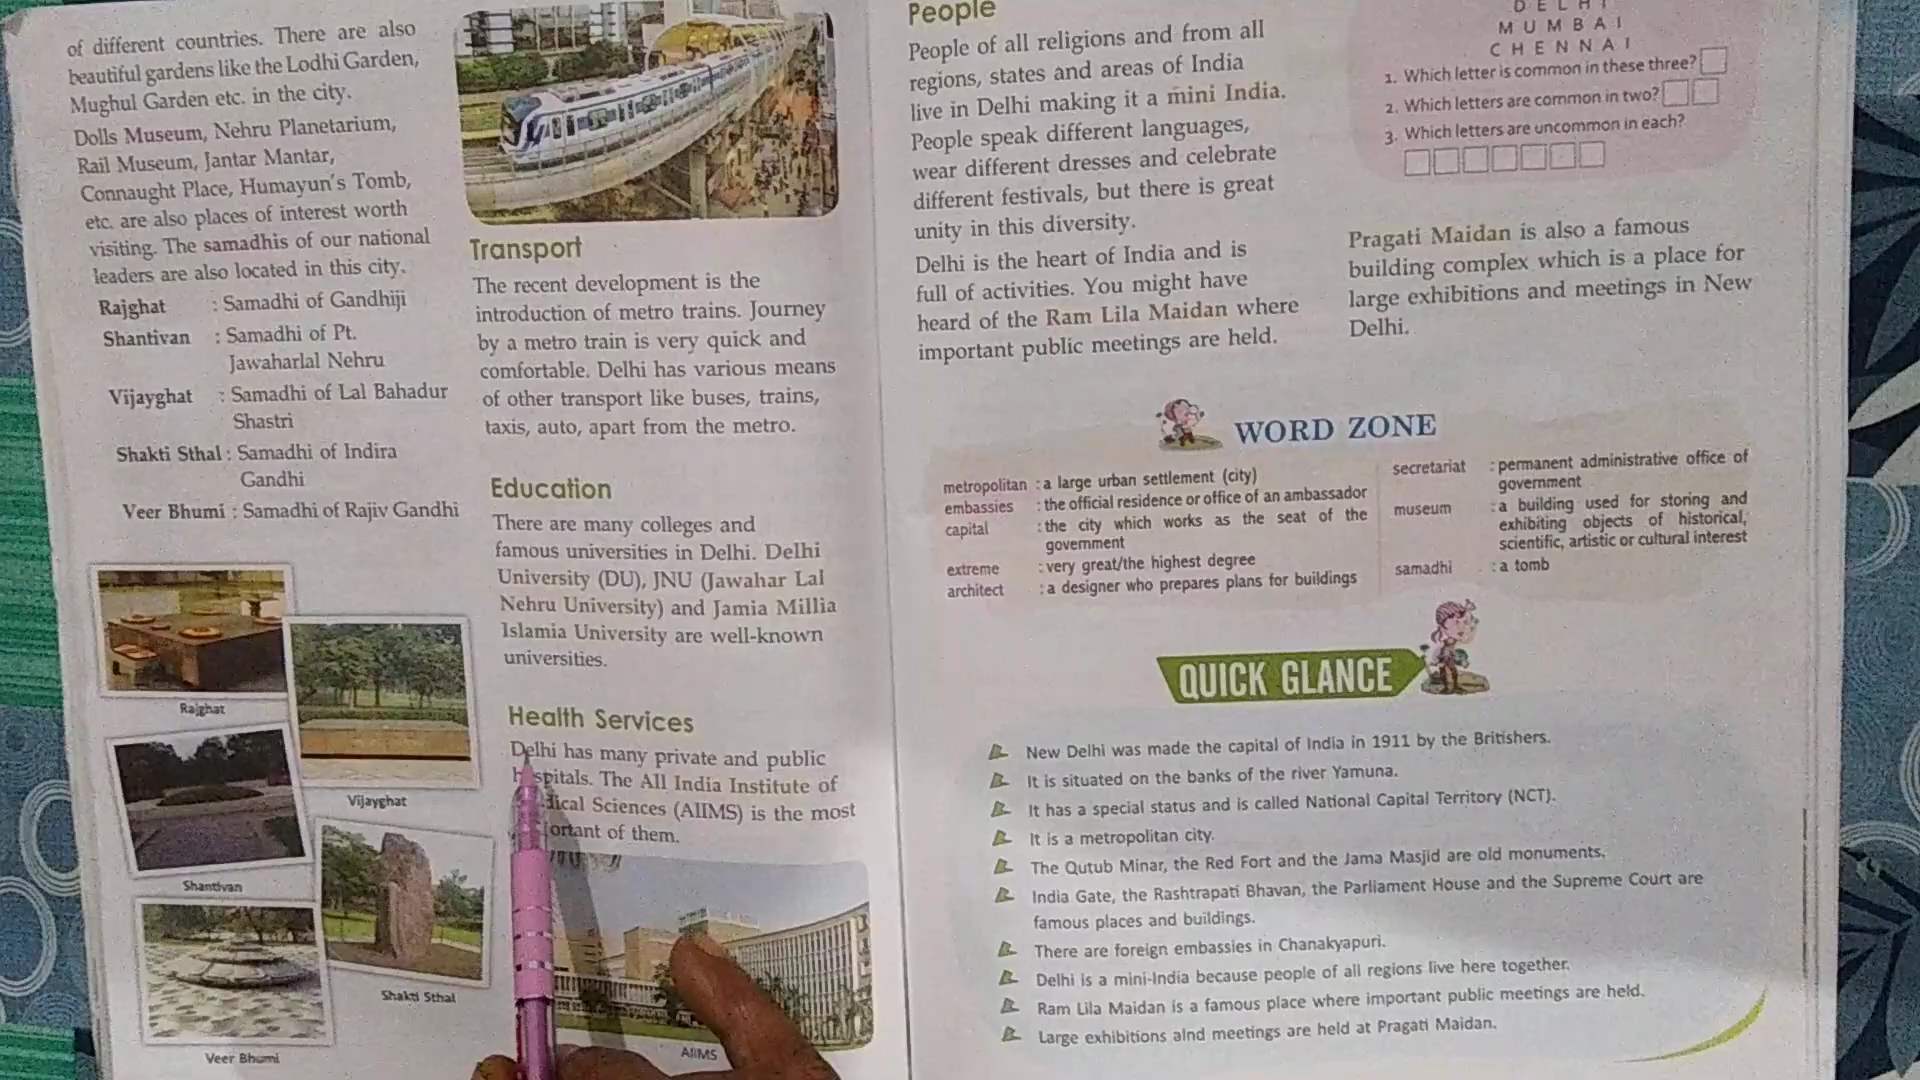 of different countries. There are also
beautiful gardens like the Lodhi Garden,
Mughul Garden etc. in the city.
Dolls Museum, Nehru Planetarium,
Rail Museum, Jantar Mantar,
Connaught Place, Humayun's Tomb,
etc. are also places of interest worth
visiting. The samadhis of our national
leaders are also located in this city.
Rajghat : Samadhi of Gandhiji
Shantivan : Samadhi of Pt.
Jawaharlal Nehru
Vijayghat : Samadhi of Lal Bahadur
Shastri
Shakti Sthal : Samadhi of Indira
Gandhi
Veer Bhumi : Samadhi of Rajiv Gandhi
Rajghat
Vijayghat
Shantivan
Shakti Sthal
Veer Bhumi
Transport
The recent development is the
introduction of metro trains. Journey
by a metro train is very quick and
comfortable. Delhi has various means
of other transport like buses, trains,
taxis, auto, apart from the metro.
Education
There are many colleges and
famous universities in Delhi. Delhi
University (DU), JNU (Jawahar Lal
Nehru University) and Jamia Millia
Islamia University are well-known
universities.
Health Services
Delhi has many private and public
spitals. The All India Institute of
dical Sciences (AIIMS) is the most
ortant of them.
AIIMS
People
People of all religions and from all
regions, states and areas of India
live in Delhi making it a mini India.
People speak different languages,
wear different dresses and celebrate
different festivals, but there is great
unity in this diversity.
Delhi is the heart of India and is
full of activities. You might have
heard of the Ram Lila Maidan where
important public meetings are held.
DELHI
MUMBAI
CHENNAI
1. Which letter is common in these three?
2. Which letters are common in two?
3. Which letters are uncommon in each?
Pragati Maidan is also a famous
building complex which is a place for
large exhibitions and meetings in New
Delhi.
WORD ZONE
metropolitan : a large urban settlement (city)
embassies : the official residence or office of an ambassador
capital : the city which works as the seat of the
government
extreme : very great/the highest degree
architect : a designer who prepares plans for buildings
secretariat : permanent administrative office of
government
museum : a building used for storing and
exhibiting objects of historical,
scientific, artistic or cultural interest
samadhi : a tomb
QUICK GLANCE
New Delhi was made the capital of India in 1911 by the Britishers.
It is situated on the banks of the river Yamuna.
It has a special status and is called National Capital Territory (NCT).
It is a metropolitan city.
The Qutub Minar, the Red Fort and the Jama Masjid are old monuments.
India Gate, the Rashtrapati Bhavan, the Parliament House and the Supreme Court are
famous places and buildings.
There are foreign embassies in Chanakyapuri.
Delhi is a mini-India because people of all regions live here together.
Ram Lila Maidan is a famous place where important public meetings are held.
Large exhibitions alnd meetings are held at Pragati Maidan.